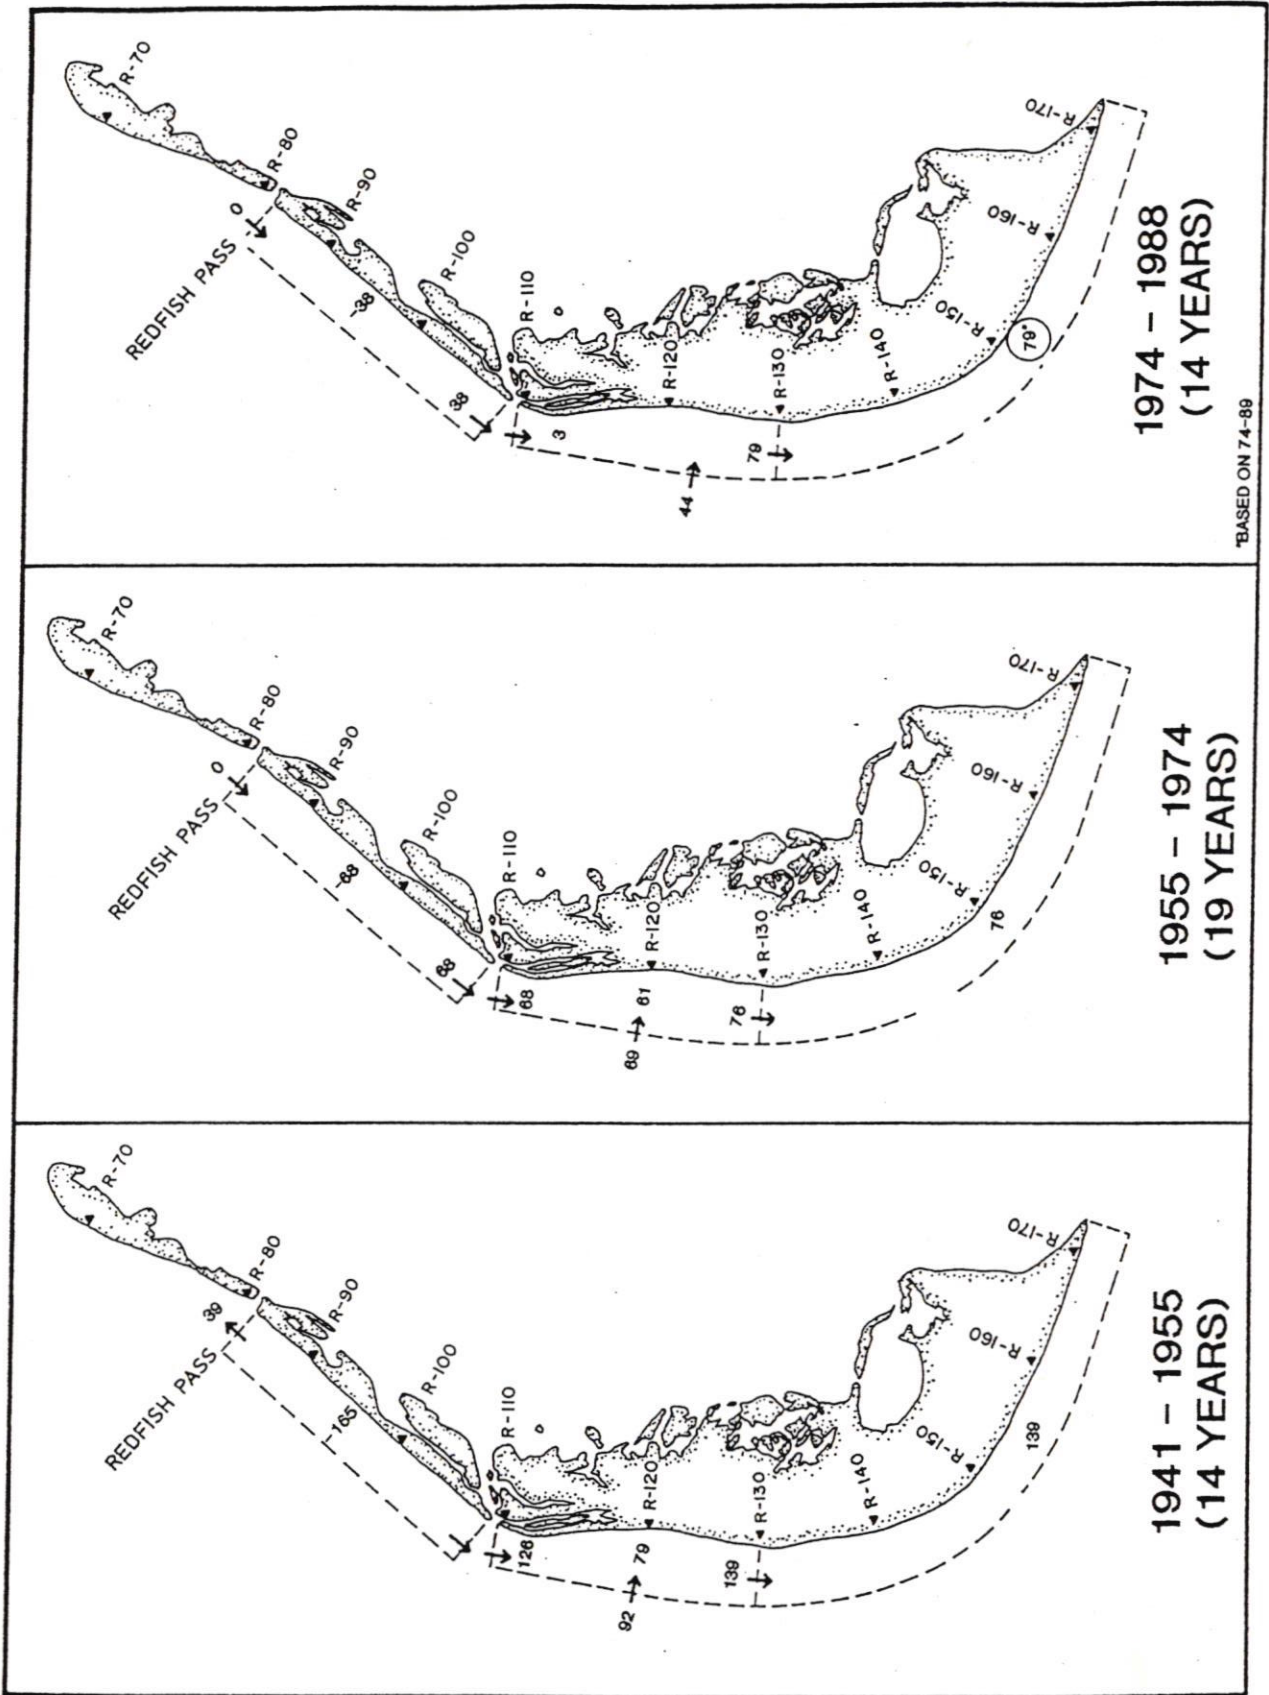 R-70
R-80
R-90
R-100
R-110
R-120
R-130
R-140
R-150
R-160
R-170
REDFISH PASS
0
-38
38
3
44
79
79*
1974 – 1988
(14 YEARS)
*BASED ON 74-89
R-70
R-80
R-90
R-100
R-110
R-120
R-130
R-140
R-150
R-160
R-170
REDFISH PASS
0
-68
68
68
69
61
76
76
1955 – 1974
(19 YEARS)
R-70
R-80
R-90
R-100
R-110
R-120
R-130
R-140
R-150
R-160
R-170
REDFISH PASS
39
-165
126
92
79
139
139
1941 – 1955
(14 YEARS)